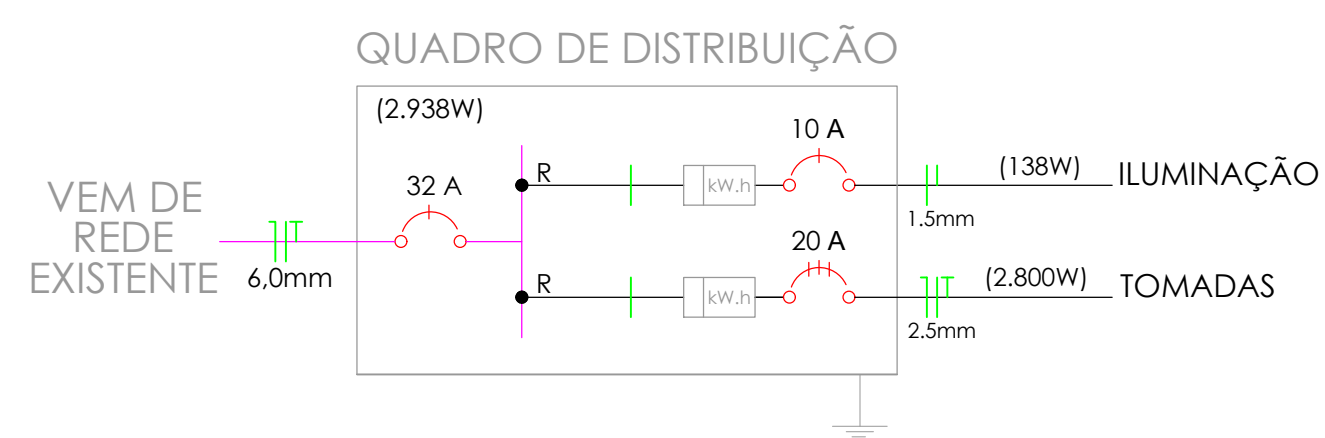 QUADRO DE DISTRIBUIÇÃO
(2.938W)
10 A
R
kW.h
(138W)
ILUMINAÇÃO
1.5mm
VEM DE
REDE
EXISTENTE
32 A
6,0mm
20 A
R
kW.h
(2.800W)
TOMADAS
2.5mm
T
T